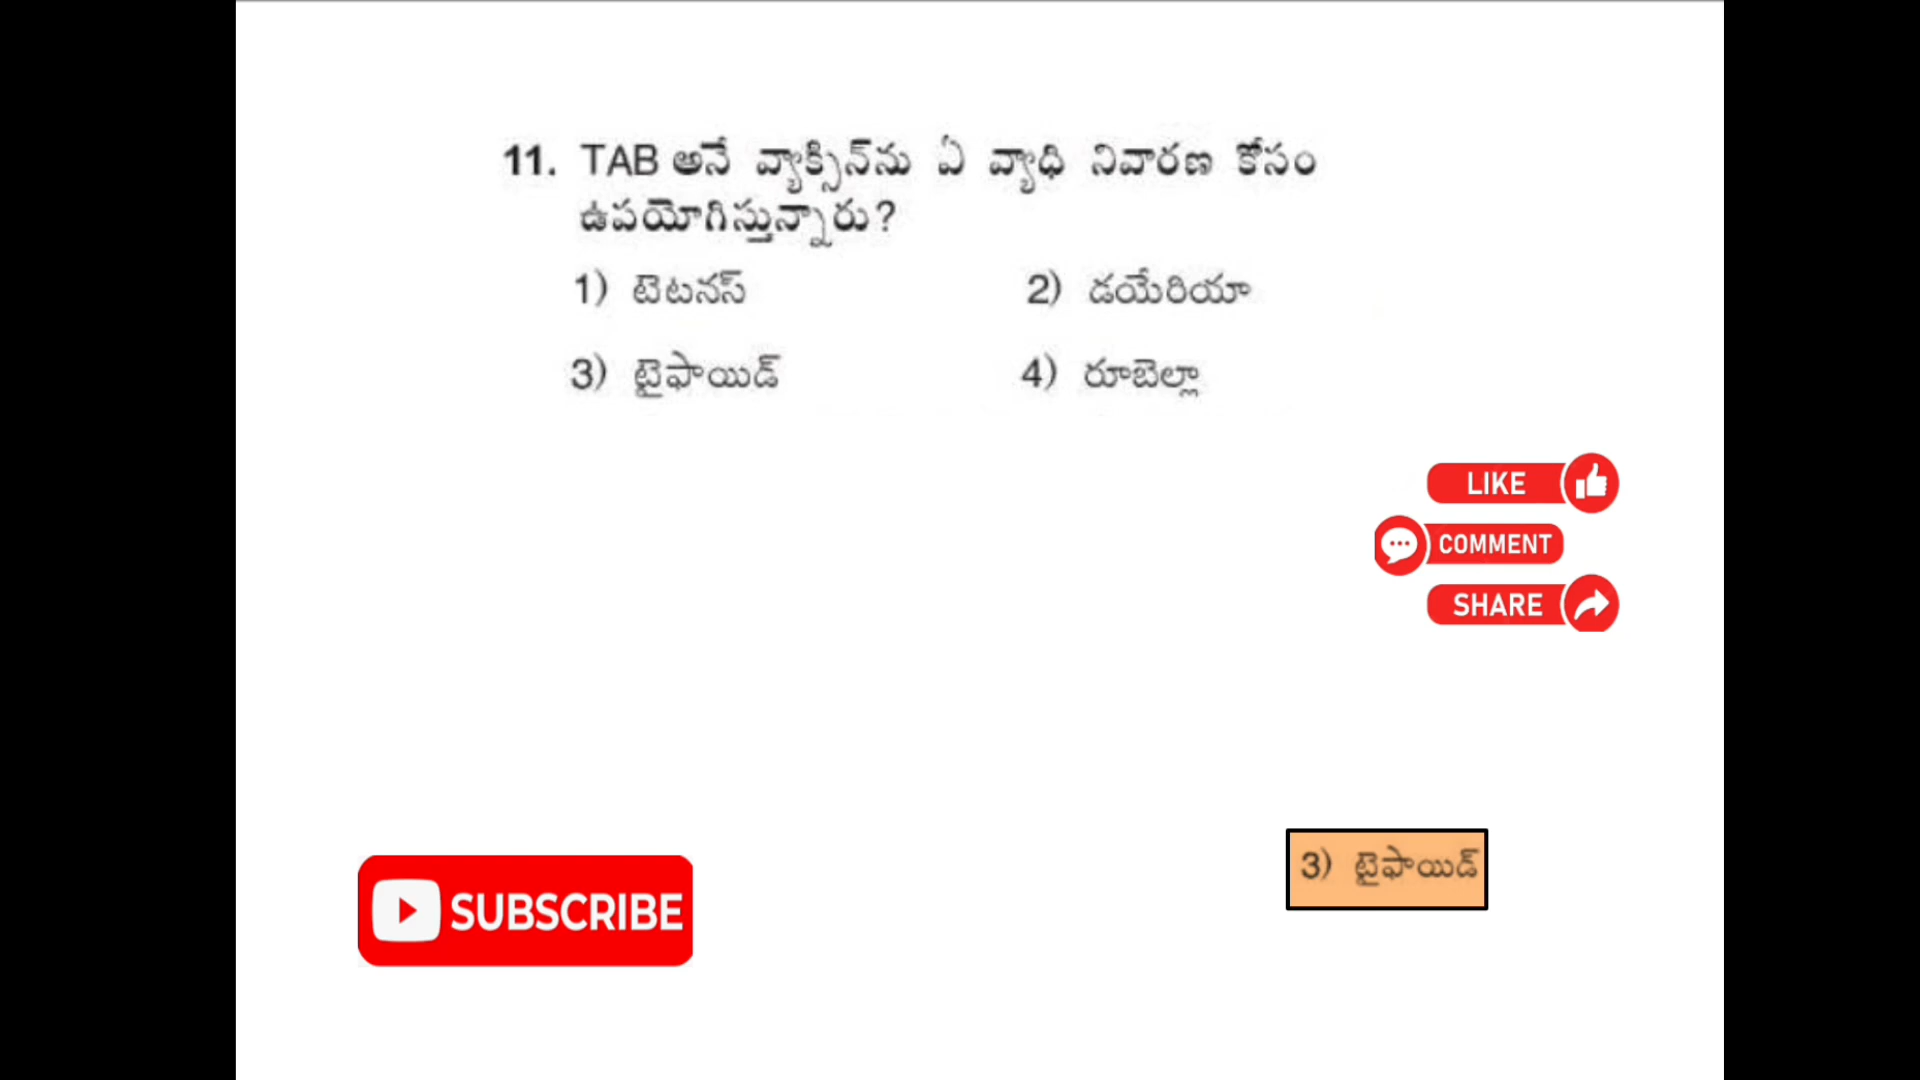 11. TAB అనే వ్యాక్సిన్‌ను ఏ వ్యాధి నివారణ కోసం
ఉపయోగిస్తున్నారు?
1) టెటనస్ 2) డయేరియా
3) టైఫాయిడ్ 4) రూబెల్లా
LIKE
COMMENT
SHARE
3) టైఫాయిడ్
SUBSCRIBE